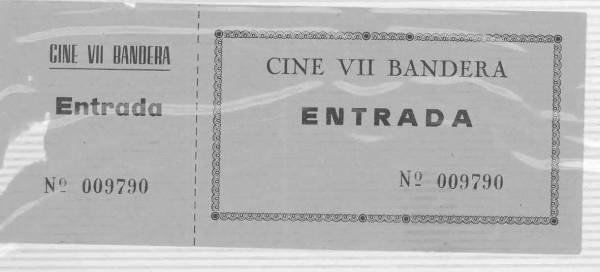 CINE VII BANDERA
Entrada
Nº 009790
CINE VII BANDERA
ENTRADA
Nº 009790